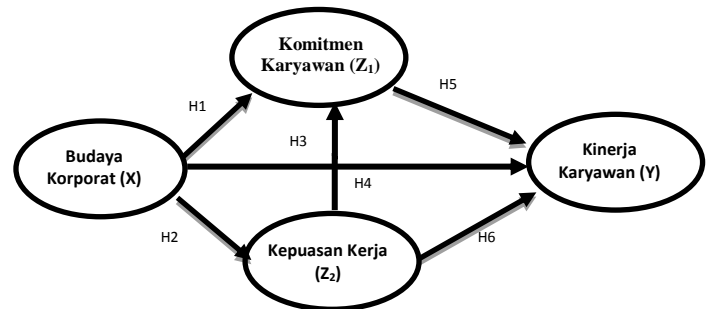 Komitmen
Karyawan (Z₁)
H1
H5
H3
Budaya
Korporat (X)
Kinerja
Karyawan (Y)
H4
H2
H6
Kepuasan Kerja
(Z₂)